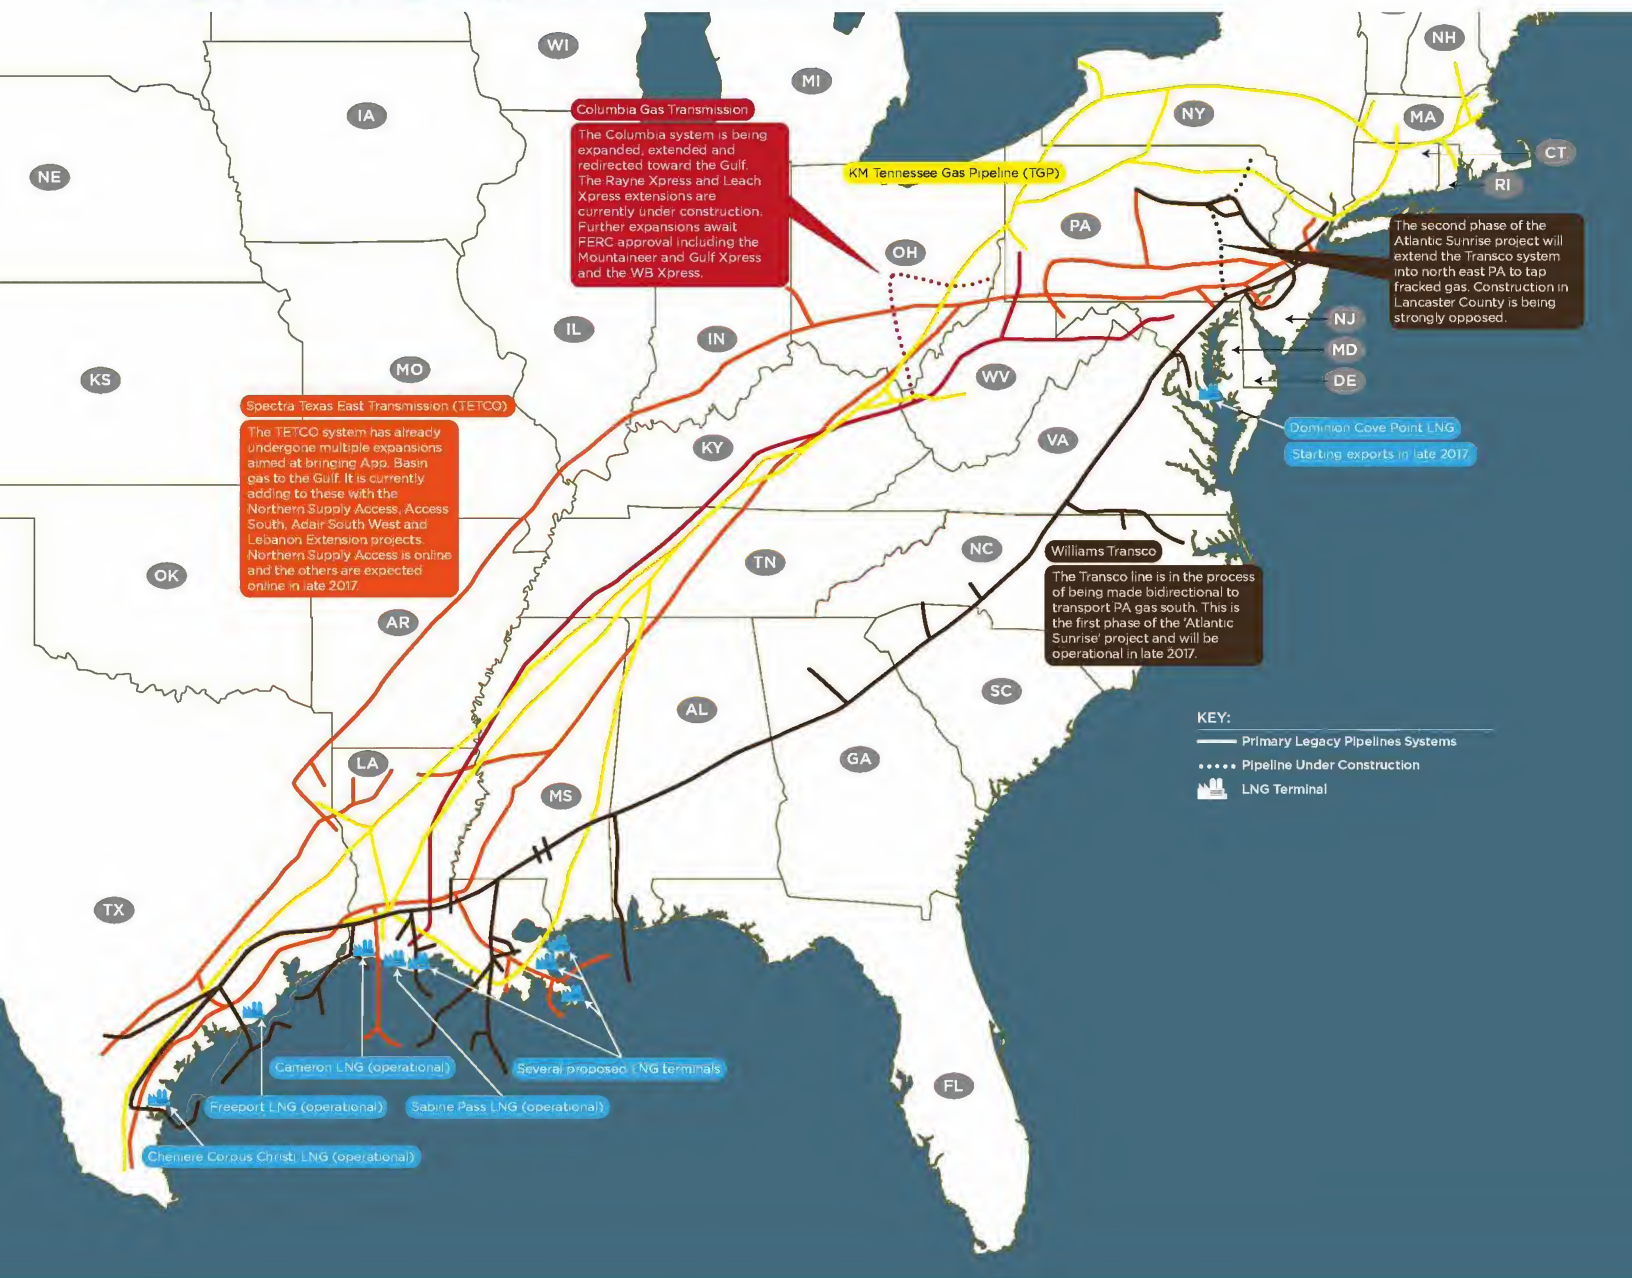 WI
NH
MI
IA
NY
MA
CT
NE
RI
Columbia Gas Transmission
The Columbia system is being
expanded, extended and
redirected toward the Gulf.
The Rayne Xpress and Leach
Xpress extensions are
currently under construction.
Further expansions await
FERC approval including the
Mountaineer and Gulf Xpress
and the WB Xpress.
KM Tennessee Gas Pipeline (TGP)
PA
OH
The second phase of the
Atlantic Sunrise project will
extend the Transco system
into north east PA to tap
fracked gas. Construction in
Lancaster County is being
strongly opposed.
IL
IN
NJ
MD
DE
KS
MO
WV
Spectra Texas East Transmission (TETCO)
The TETCO system has already
undergone multiple expansions
aimed at bringing App. Basin
gas to the Gulf. It is currently
adding to these with the
Northern Supply Access, Access
South, Adair South West and
Lebanon Extension projects.
Northern Supply Access is online
and the others are expected
online in late 2017.
KY
VA
Dominion Cove Point LNG
Starting exports in late 2017.
OK
TN
NC
AR
Williams Transco
The Transco line is in the process
of being made bidirectional to
transport PA gas south. This is
the first phase of the 'Atlantic
Sunrise' project and will be
operational in late 2017.
SC
AL
GA
LA
MS
TX
FL
KEY:
Primary Legacy Pipelines Systems
Pipeline Under Construction
LNG Terminal
Cameron LNG (operational)
Several proposed LNG terminals
Freeport LNG (operational)
Sabine Pass LNG (operational)
Cheniere Corpus Christi LNG (operational)